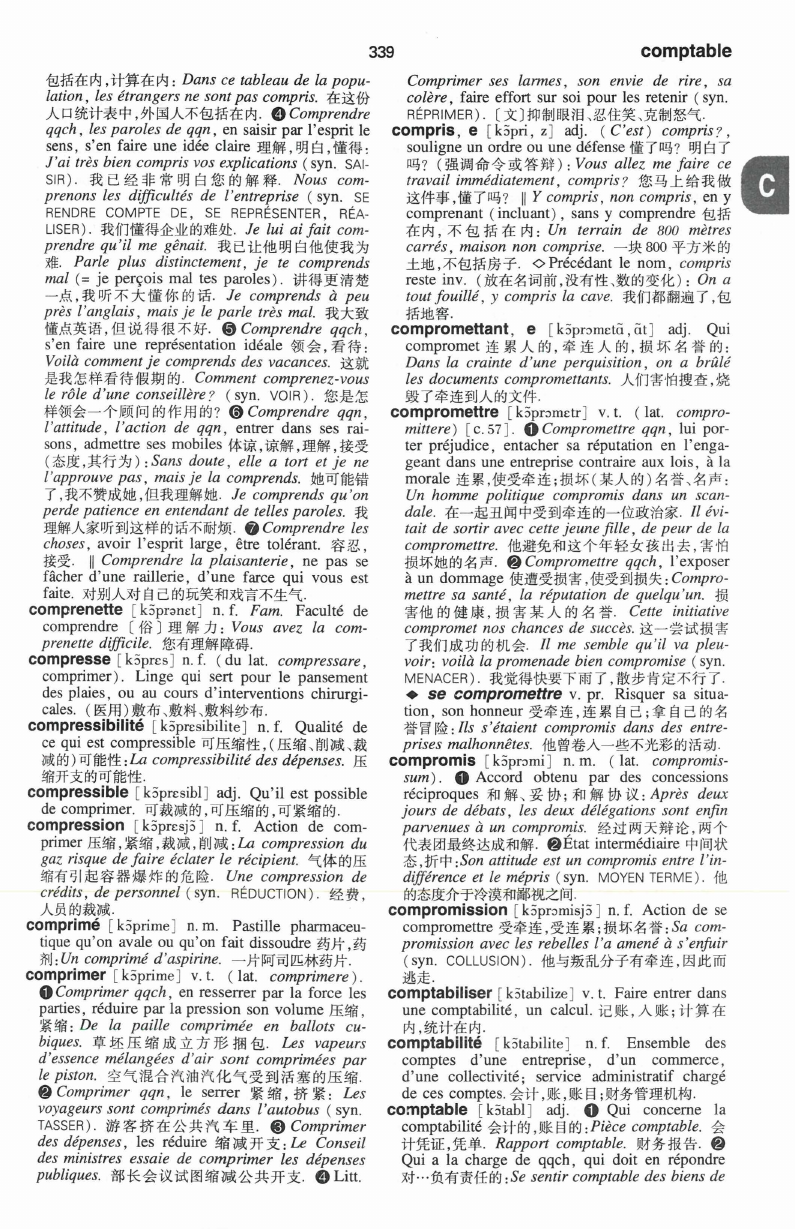 339
comptable
包括在内,计算在内: Dans ce tableau de la popu-
lation, les étrangers ne sont pas compris. 在这份
人口统计表中,外国人不包括在内. ❹ Comprendre
qqch, les paroles de qqn, en saisir par l'esprit le
sens, s'en faire une idée claire 理解,明白,懂得:
J'ai très bien compris vos explications (syn. SAI-
SIR). 我已经非常明白您的解释. Nous com-
prenons les difficultés de l'entreprise (syn. SE
RENDRE COMPTE DE, SE REPRÉSENTER, RÉA-
LISER). 我们懂得企业的难处. Je lui ai fait com-
prendre qu'il me gênait. 我已让他明白他使我为
难. Parle plus distinctement, je te comprends
mal (= je perçois mal tes paroles). 讲得更清楚
一点,我听不大懂你的话. Je comprends à peu
près l'anglais, mais je le parle très mal. 我大致
懂点英语,但说得很不好. ❺ Comprendre qqch,
s'en faire une représentation idéale 领会,看待:
Voilà comment je comprends des vacances. 这就
是我怎样看待假期的. Comment comprenez-vous
le rôle d'une conseillère? (syn. VOIR). 您是怎
样领会一个顾问的作用的? ❻ Comprendre qqn,
l'attitude, l'action de qqn, entrer dans ses rai-
sons, admettre ses mobiles 体谅,谅解,理解,接受
(态度,其行为): Sans doute, elle a tort et je ne
l'approuve pas, mais je la comprends. 她可能错
了,我不赞成她,但我理解她. Je comprends qu'on
perde patience en entendant de telles paroles. 我
理解人家听到这样的话不耐烦. ❼ Comprendre les
choses, avoir l'esprit large, être tolérant. 容忍,
接受. ‖ Comprendre la plaisanterie, ne pas se
fâcher d'une raillerie, d'une farce qui vous est
faite. 对别人对自己的玩笑和戏言不生气.
comprenette [kɔ̃prənɛt] n. f. Fam. Faculté de
comprendre [俗]理解力: Vous avez la com-
prenette difficile. 您有理解障碍.
compresse [kɔ̃prɛs] n. f. (du lat. compressare,
comprimer). Linge qui sert pour le pansement
des plaies, ou au cours d'interventions chirurgi-
cales. (医用)敷布、敷料、敷料纱布.
compressibilité [kɔ̃prɛsibilite] n. f. Qualité de
ce qui est compressible 可压缩性,(压缩、削减、裁
减的)可能性: La compressibilité des dépenses. 压
缩开支的可能性.
compressible [kɔ̃prɛsibl] adj. Qu'il est possible
de comprimer. 可裁减的,可压缩的,可紧缩的.
compression [kɔ̃prɛsjɔ̃] n. f. Action de com-
primer 压缩,紧缩,裁减,削减: La compression du
gaz risque de faire éclater le récipient. 气体的压
缩有引起容器爆炸的危险. Une compression de
crédits, de personnel (syn. RÉDUCTION). 经费,
人员的裁减.
comprimé [kɔ̃prime] n. m. Pastille pharmaceu-
tique qu'on avale ou qu'on fait dissoudre 药片,药
剂: Un comprimé d'aspirine. 一片阿司匹林药片.
comprimer [kɔ̃prime] v. t. (lat. comprimere).
❶ Comprimer qqch, en resserrer par la force les
parties, réduire par la pression son volume 压缩,
紧缩: De la paille comprimée en ballots cu-
biques. 草坯压缩成立方形捆包. Les vapeurs
d'essence mélangées d'air sont comprimées par
le piston. 空气混合汽油汽化气受到活塞的压缩.
❷ Comprimer qqn, le serrer 紧缩,挤紧: Les
voyageurs sont comprimés dans l'autobus (syn.
TASSER). 游客挤在公共汽车里. ❸ Comprimer
des dépenses, les réduire 缩减开支: Le Conseil
des ministres essaie de comprimer les dépenses
publiques. 部长会议试图缩减公共开支. ❹ Litt.
Comprimer ses larmes, son envie de rire, sa
colère, faire effort sur soi pour les retenir (syn.
RÉPRIMER). [文]抑制眼泪、忍住笑、克制怒气.
compris, e [kɔ̃pri, z] adj. (C'est) compris?,
souligne un ordre ou une défense 懂了吗? 明白了
吗? (强调命令或答辩): Vous allez me faire ce
travail immédiatement, compris? 您马上给我做
这件事,懂了吗? ‖ Y compris, non compris, en y
comprenant (incluant), sans y comprendre 包括
在内, 不包括在内: Un terrain de 800 mètres
carrés, maison non comprise. 一块 800 平方米的
土地,不包括房子. ◇ Précédant le nom, compris
reste inv. (放在名词前,没有性、数的变化): On a
tout fouillé, y compris la cave. 我们都翻遍了,包
括地窖.
C
compromettant, e [kɔ̃prɔmɛtɑ̃, ɑ̃t] adj. Qui
compromet 连累人的,牵连人的,损坏名誉的:
Dans la crainte d'une perquisition, on a brûlé
les documents compromettants. 人们害怕搜查,烧
毁了牵连到人的文件.
compromettre [kɔ̃prɔmɛtr] v. t. (lat. compro-
mittere) [c. 57]. ❶ Compromettre qqn, lui por-
ter préjudice, entacher sa réputation en l'enga-
geant dans une entreprise contraire aux lois, à la
morale 连累,使受牵连;损坏(某人的)名誉、名声:
Un homme politique compromis dans un scan-
dale. 在一起丑闻中受到牵连的一位政治家. Il évi-
tait de sortir avec cette jeune fille, de peur de la
compromettre. 他避免和这个年轻女孩出去,害怕
损坏她的名声. ❷ Compromettre qqch, l'exposer
à un dommage 使遭受损害,使受到损失: Compro-
mettre sa santé, la réputation de quelqu'un. 损
害他的健康,损害某人的名誉. Cette initiative
compromet nos chances de succès. 这一尝试损害
了我们成功的机会. Il me semble qu'il va pleu-
voir: voilà la promenade bien compromise (syn.
MENACER). 我觉得快要下雨了,散步肯定不行了.
◆ se compromettre v. pr. Risquer sa situa-
tion, son honneur 受牵连,连累自己;拿自己的名
誉冒险: Ils s'étaient compromis dans des entre-
prises malhonnêtes. 他曾卷入一些不光彩的活动.
compromis [kɔ̃prɔmi] n. m. (lat. compromis-
sum). ❶ Accord obtenu par des concessions
réciproques 和解、妥协;和解协议: Après deux
jours de débats, les deux délégations sont enfin
parvenues à un compromis. 经过两天辩论,两个
代表团最终达成和解. ❷ État intermédiaire 中间状
态,折中: Son attitude est un compromis entre l'in-
différence et le mépris (syn. MOYEN TERME). 他
的态度介于冷漠和鄙视之间.
compromission [kɔ̃prɔmisjɔ̃] n. f. Action de se
compromettre 受牵连,受连累;损坏名誉: Sa com-
promission avec les rebelles l'a amené à s'enfuir
(syn. COLLUSION). 他与叛乱分子有牵连,因此而
逃走.
comptabiliser [kɔ̃tabilize] v. t. Faire entrer dans
une comptabilité, un calcul. 记账,入账;计算在
内,统计在内.
comptabilité [kɔ̃tabilite] n. f. Ensemble des
comptes d'une entreprise, d'un commerce,
d'une collectivité; service administratif chargé
de ces comptes. 会计,账,账目;财务管理机构.
comptable [kɔ̃tabl] adj. ❶ Qui concerne la
comptabilité 会计的,账目的: Pièce comptable. 会
计凭证,凭单. Rapport comptable. 财务报告. ❷
Qui a la charge de qqch, qui doit en répondre
对…负有责任的: Se sentir comptable des biens de